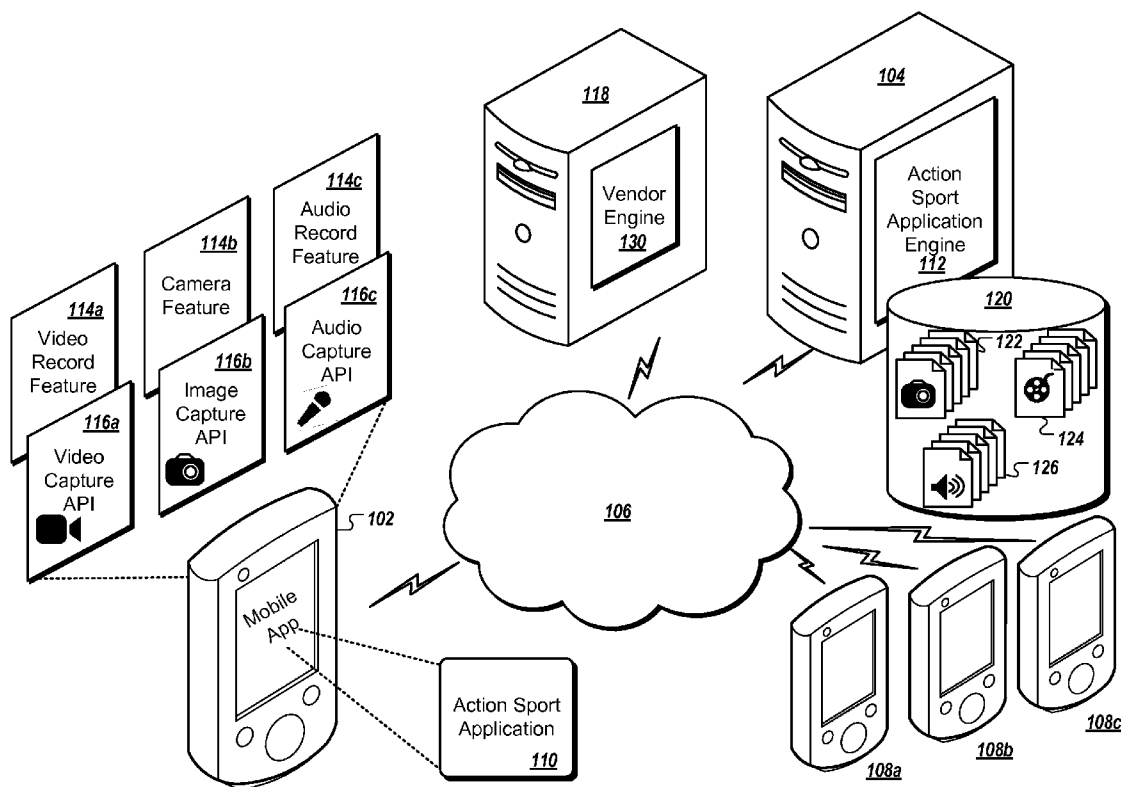 118
104
114c
Audio
Record
Feature
Vendor
Engine
130
Action
Sport
Application
Engine
112
114b
Camera
Feature
116c
Audio
Capture
API
114a
Video
Record
Feature
116b
Image
Capture
API
120
122
124
126
116a
Video
Capture
API
102
106
Mobile
App
Action Sport
Application
110
108a
108b
108c